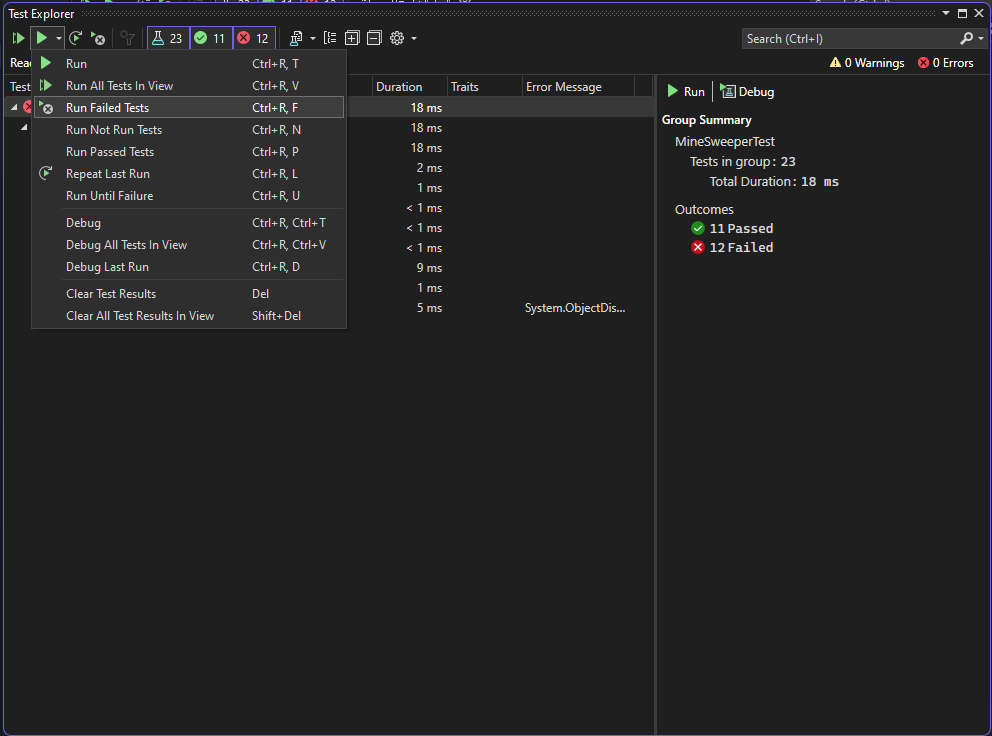 Test Explorer
23 11 12
Search (Ctrl+I)
0 Warnings 0 Errors
Run Ctrl+R, T
Run All Tests In View Ctrl+R, V
Run Failed Tests Ctrl+R, F
Run Not Run Tests Ctrl+R, N
Run Passed Tests Ctrl+R, P
Repeat Last Run Ctrl+R, L
Run Until Failure Ctrl+R, U
Debug Ctrl+R, Ctrl+T
Debug All Tests In View Ctrl+R, Ctrl+V
Debug Last Run Ctrl+R, D
Clear Test Results Del
Clear All Test Results In View Shift+Del
Test Duration Traits Error Message
18 ms
18 ms
18 ms
2 ms
1 ms
< 1 ms
< 1 ms
< 1 ms
9 ms
1 ms
5 ms System.ObjectDis...
Run Debug
Group Summary
MineSweeperTest
Tests in group: 23
Total Duration: 18 ms
Outcomes
11 Passed
12 Failed